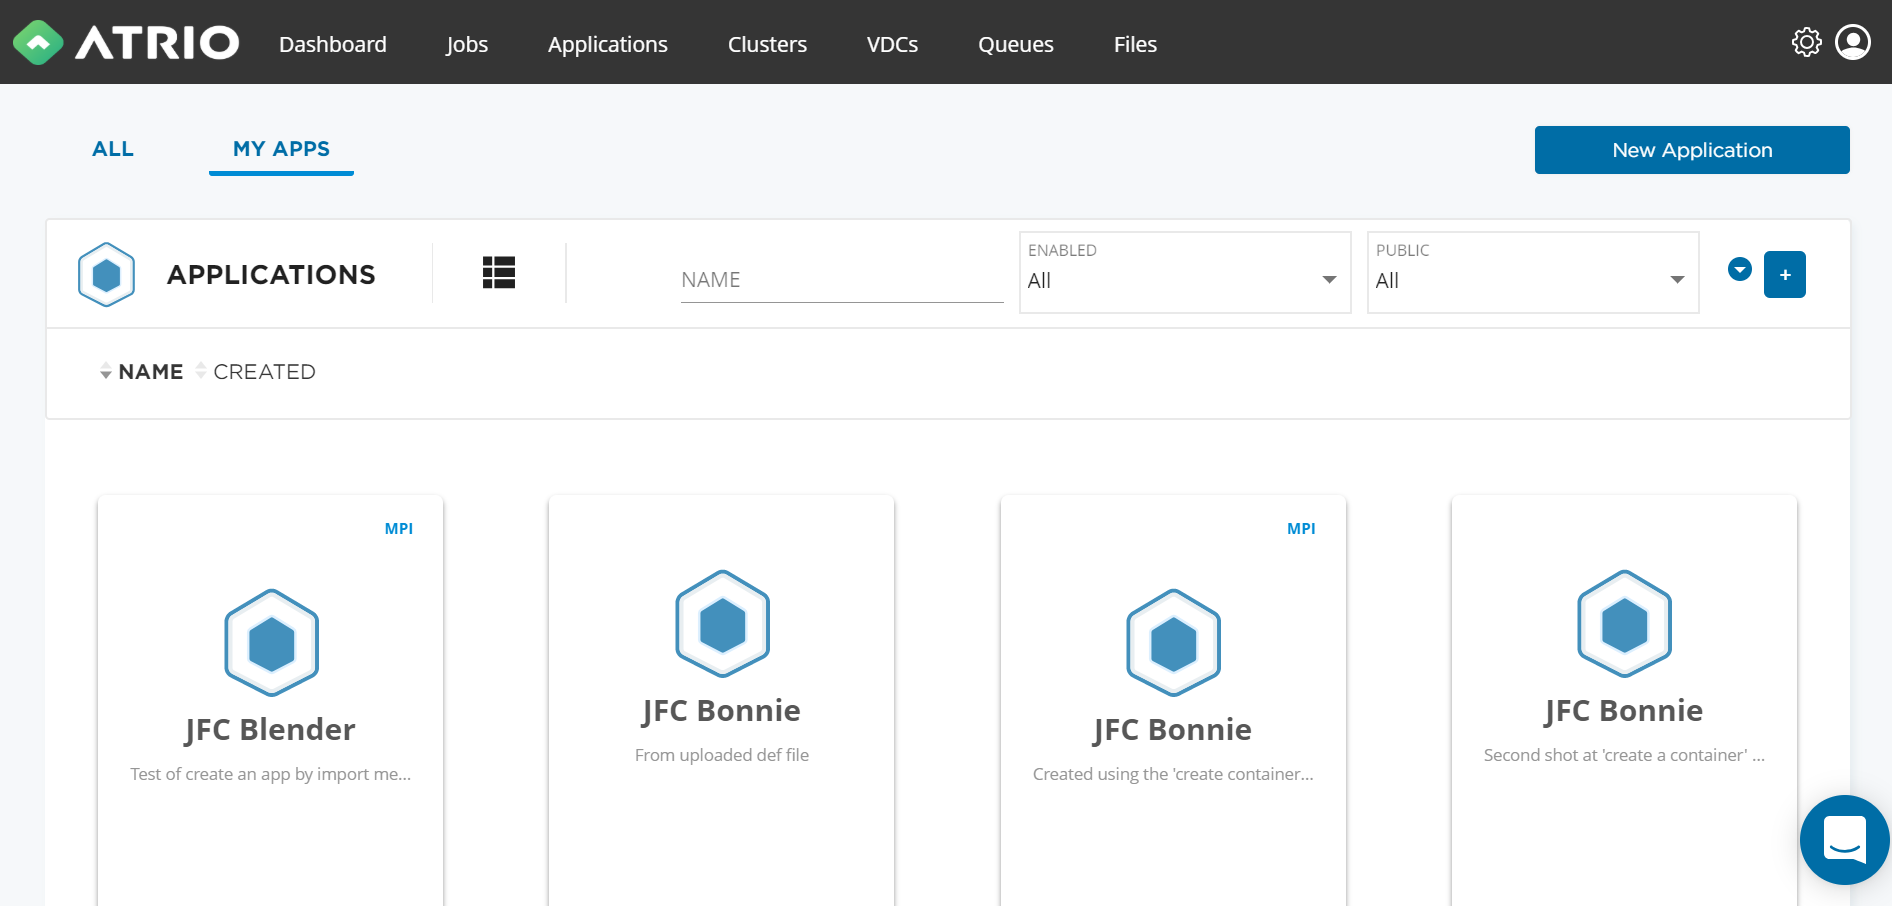 ATRIO Dashboard Jobs Applications Clusters VDCs Queues Files
ALL MY APPS New Application
APPLICATIONS NAME ENABLED All PUBLIC All +
NAME CREATED
MPI
JFC Blender
Test of create an app by import me...
JFC Bonnie
From uploaded def file
MPI
JFC Bonnie
Created using the 'create container...
JFC Bonnie
Second shot at 'create a container' ...